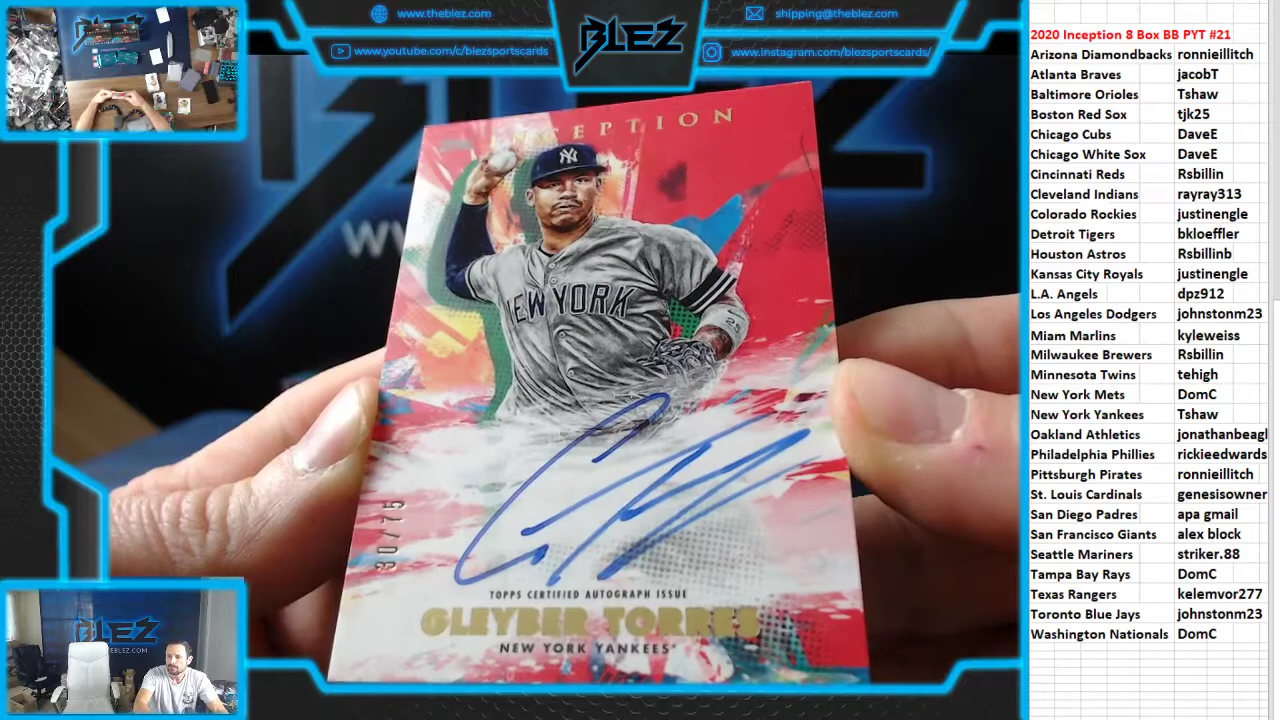 www.theblez.com
www.youtube.com/c/blezsportscards
BLEZ
shipping@theblez.com
www.instagram.com/blezsportscards/
INCEPTION
NY
NEW YORK
25
30/75
TOPPS CERTIFIED AUTOGRAPH ISSUE
GLEYBER TORRES
NEW YORK YANKEES
BLEZ
2020 Inception 8 Box BB PYT #21
Arizona Diamondbacks ronnieillitch
Atlanta Braves jacobT
Baltimore Orioles Tshaw
Boston Red Sox tjk25
Chicago Cubs DaveE
Chicago White Sox DaveE
Cincinnati Reds Rsbillin
Cleveland Indians rayray313
Colorado Rockies justinengle
Detroit Tigers bkloeffler
Houston Astros Rsbillinb
Kansas City Royals justinengle
L.A. Angels dpz912
Los Angeles Dodgers johnstonm23
Miam Marlins kyleweiss
Milwaukee Brewers Rsbillin
Minnesota Twins tehigh
New York Mets DomC
New York Yankees Tshaw
Oakland Athletics jonathanbeagl
Philadelphia Phillies rickieedwards
Pittsburgh Pirates ronnieillitch
St. Louis Cardinals genesisowner
San Diego Padres apa gmail
San Francisco Giants alex block
Seattle Mariners striker.88
Tampa Bay Rays DomC
Texas Rangers kelemvor277
Toronto Blue Jays johnstonm23
Washington Nationals DomC